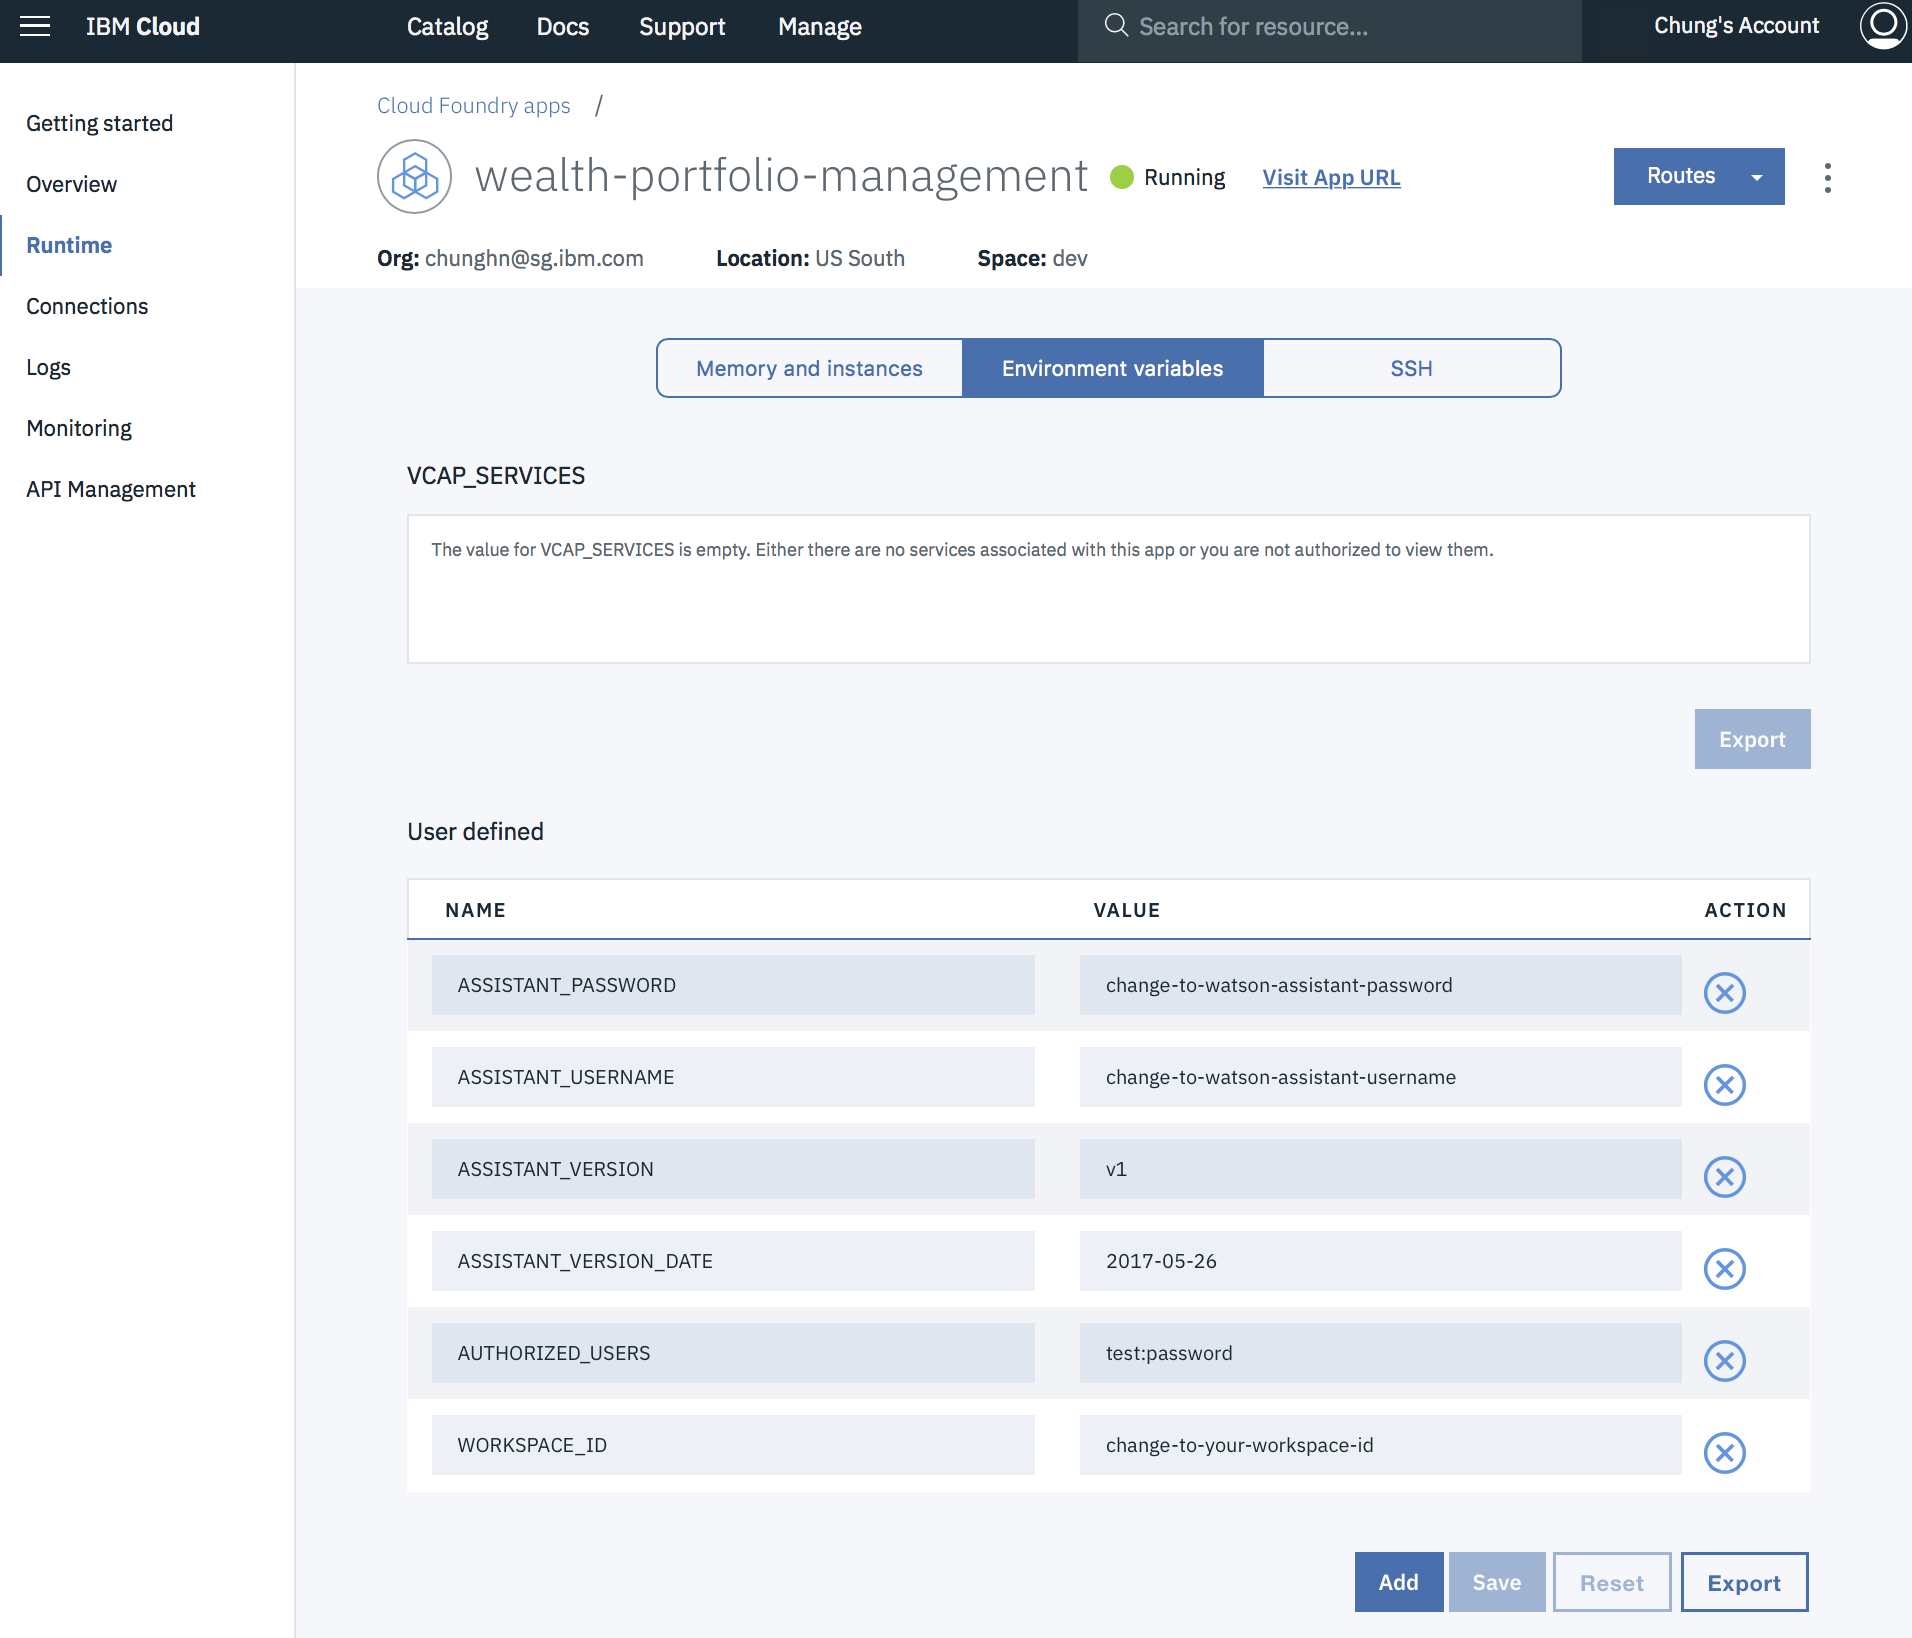 IBM Cloud Catalog Docs Support Manage Search for resource... Chung's Account
Getting started
Overview
Runtime
Connections
Logs
Monitoring
API Management
Cloud Foundry apps /
wealth-portfolio-management Running Visit App URL Routes
Org: chunghn@sg.ibm.com Location: US South Space: dev
Memory and instances Environment variables SSH
VCAP_SERVICES
The value for VCAP_SERVICES is empty. Either there are no services associated with this app or you are not authorized to view them.
Export
User defined
NAME VALUE ACTION
ASSISTANT_PASSWORD change-to-watson-assistant-password
ASSISTANT_USERNAME change-to-watson-assistant-username
ASSISTANT_VERSION v1
ASSISTANT_VERSION_DATE 2017-05-26
AUTHORIZED_USERS test:password
WORKSPACE_ID change-to-your-workspace-id
Add Save Reset Export